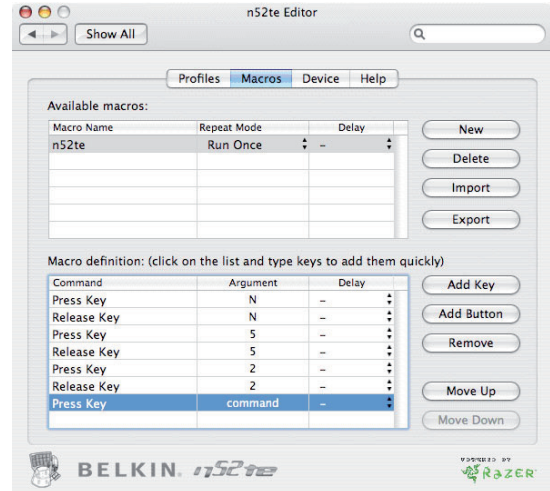 n52te Editor
Show All
Profiles Macros Device Help
Available macros:
Macro Name Repeat Mode Delay
n52te Run Once –
New
Delete
Import
Export
Macro definition: (click on the list and type keys to add them quickly)
Command Argument Delay
Press Key N –
Release Key N –
Press Key 5 –
Release Key 5 –
Press Key 2 –
Release Key 2 –
Press Key command –
Add Key
Add Button
Remove
Move Up
Move Down
BELKIN. n52te
POWERED BY
RAZER